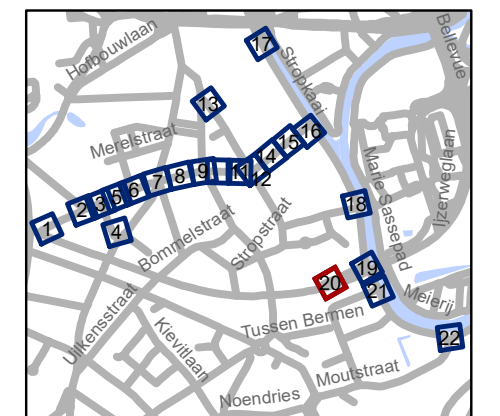 Hofbouwlaan
17
Stropkaai
Bellevue
13
Merelstraat
16
15
14
Marie Sassepad
Ijzerweglaan
1
2
3
5
6
7
8
9
11
12
4
Bommelstraat
Stropstraat
18
19
20
21
Meierij
22
Uilkensstraat
Kievitlaan
Tussen Bermen
Moutstraat
Noendries